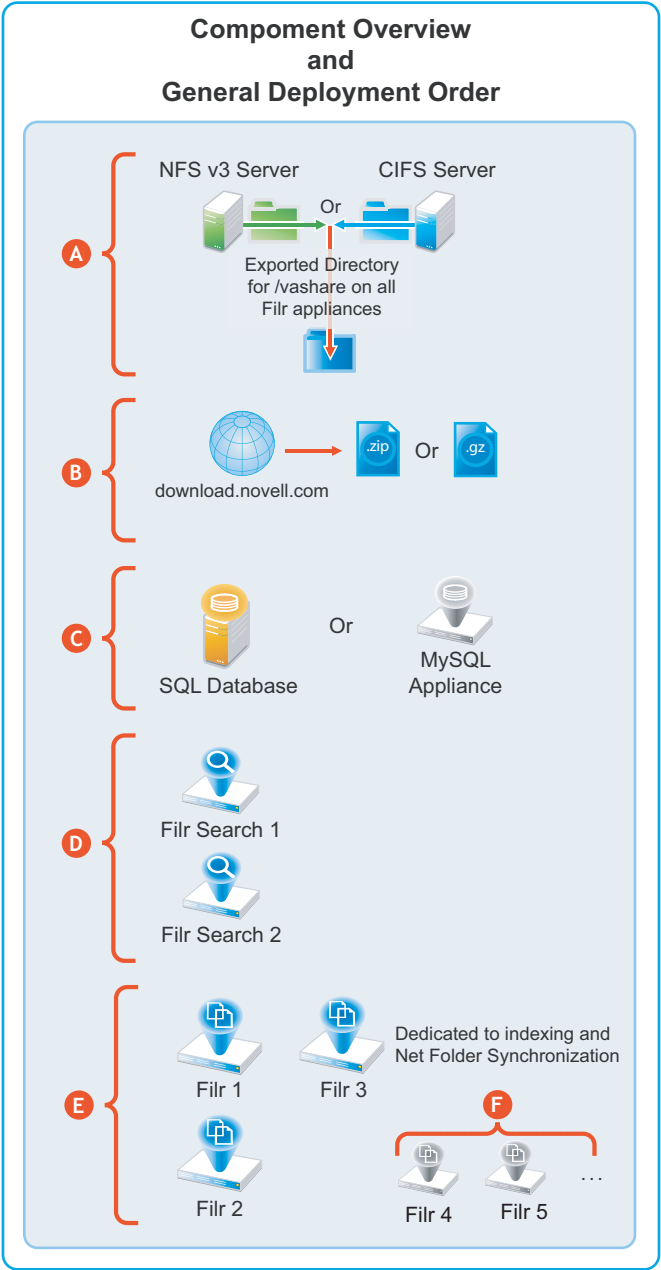 Compoment Overview
and
General Deployment Order
A
NFS v3 Server
CIFS Server
Or
Exported Directory
for /vashare on all
Filr appliances
B
download.novell.com
.zip
Or
.gz
C
SQL Database
Or
MySQL
Appliance
D
Filr Search 1
Filr Search 2
E
Filr 1
Filr 3
Dedicated to indexing and
Net Folder Synchronization
Filr 2
F
Filr 4
Filr 5
...